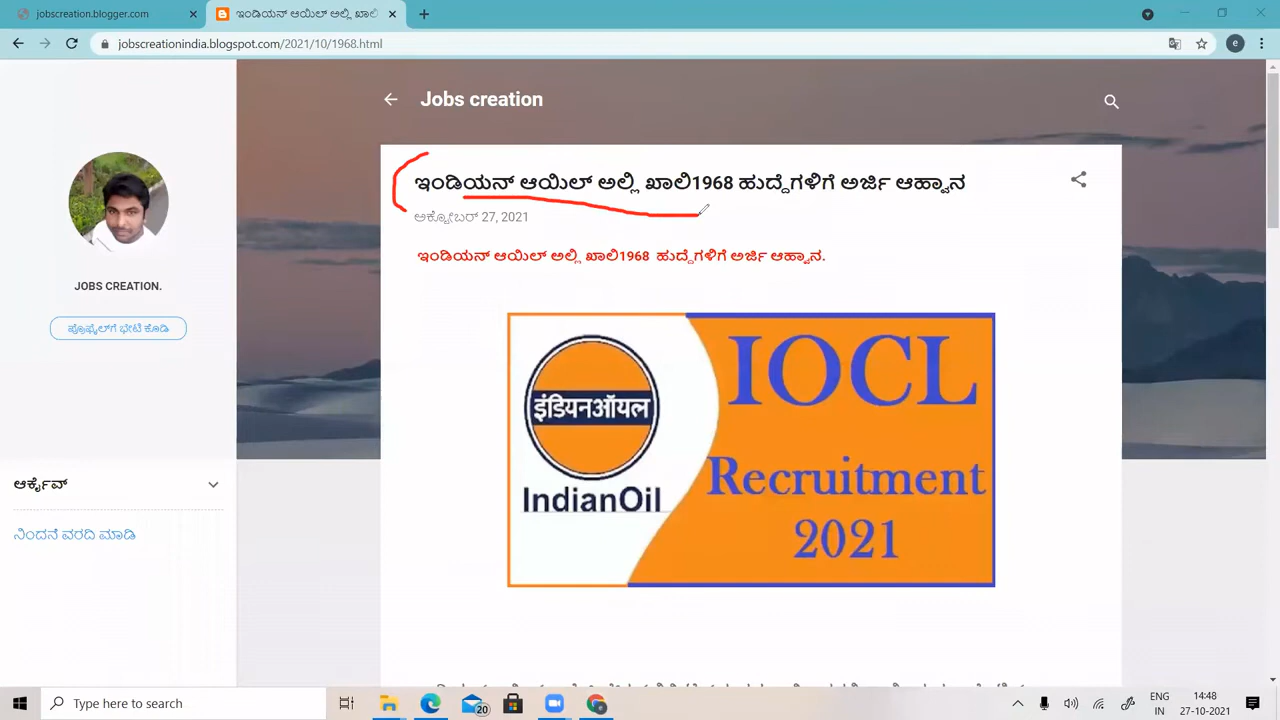 jobscreation.blogger.com
ಇಂಡಿಯನ್ ಆಯಿಲ್ ಅಲ್ಲಿ ಖಾಲಿ
jobscreationindia.blogspot.com/2021/10/1968.html
e
Jobs creation
ಇಂಡಿಯನ್ ಆಯಿಲ್ ಅಲ್ಲಿ ಖಾಲಿ1968 ಹುದ್ದೆಗಳಿಗೆ ಅರ್ಜಿ ಆಹ್ವಾನ
ಅಕ್ಟೋಬರ್ 27, 2021
ಇಂಡಿಯನ್ ಆಯಿಲ್ ಅಲ್ಲಿ ಖಾಲಿ1968 ಹುದ್ದೆಗಳಿಗೆ ಅರ್ಜಿ ಆಹ್ವಾನ.
JOBS CREATION.
ಪ್ರೊಫೈಲ್‌ಗೆ ಭೇಟಿ ಕೊಡಿ
ಆರ್ಕೈವ್
ನಿಂದನೆ ವರದಿ ಮಾಡಿ
इंडियनऑयल
IndianOil
IOCL
Recruitment
2021
Type here to search
20
ENG
IN
14:48
27-10-2021